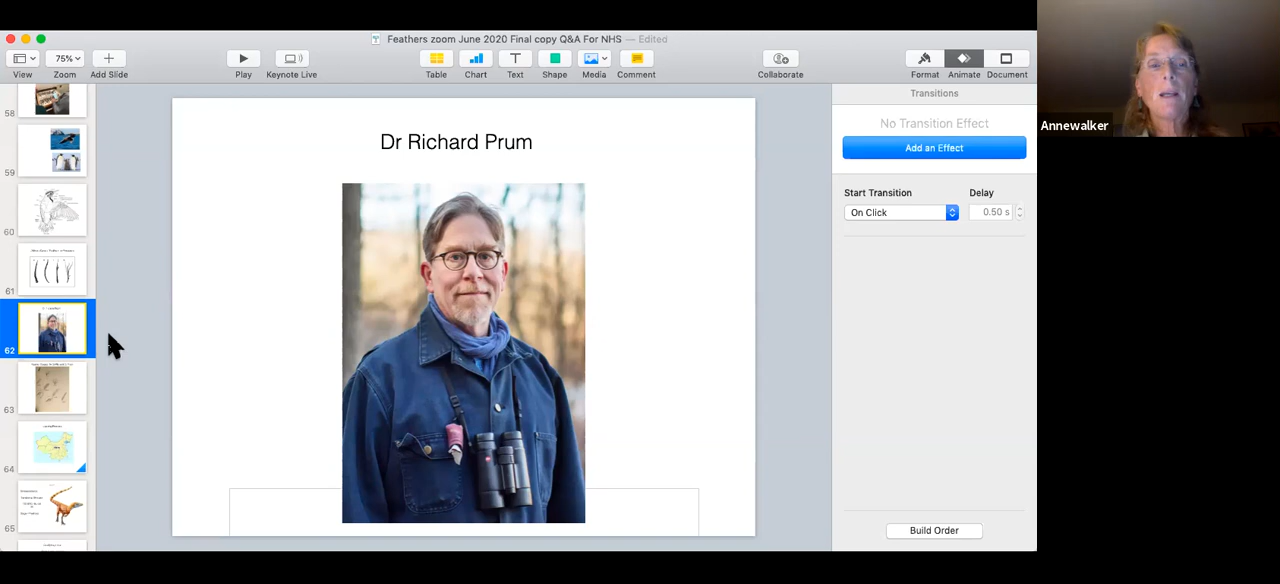 Feathers zoom June 2020 Final copy Q&A For NHS — Edited
75%
View
Zoom
Add Slide
Play
Keynote Live
Table
Chart
Text
Shape
Media
Comment
Collaborate
Format
Animate
Document
58
59
60
61
62
63
64
65
Dr Richard Prum
Transitions
No Transition Effect
Add an Effect
Start Transition
Delay
On Click
0.50 s
Build Order
Annewalker